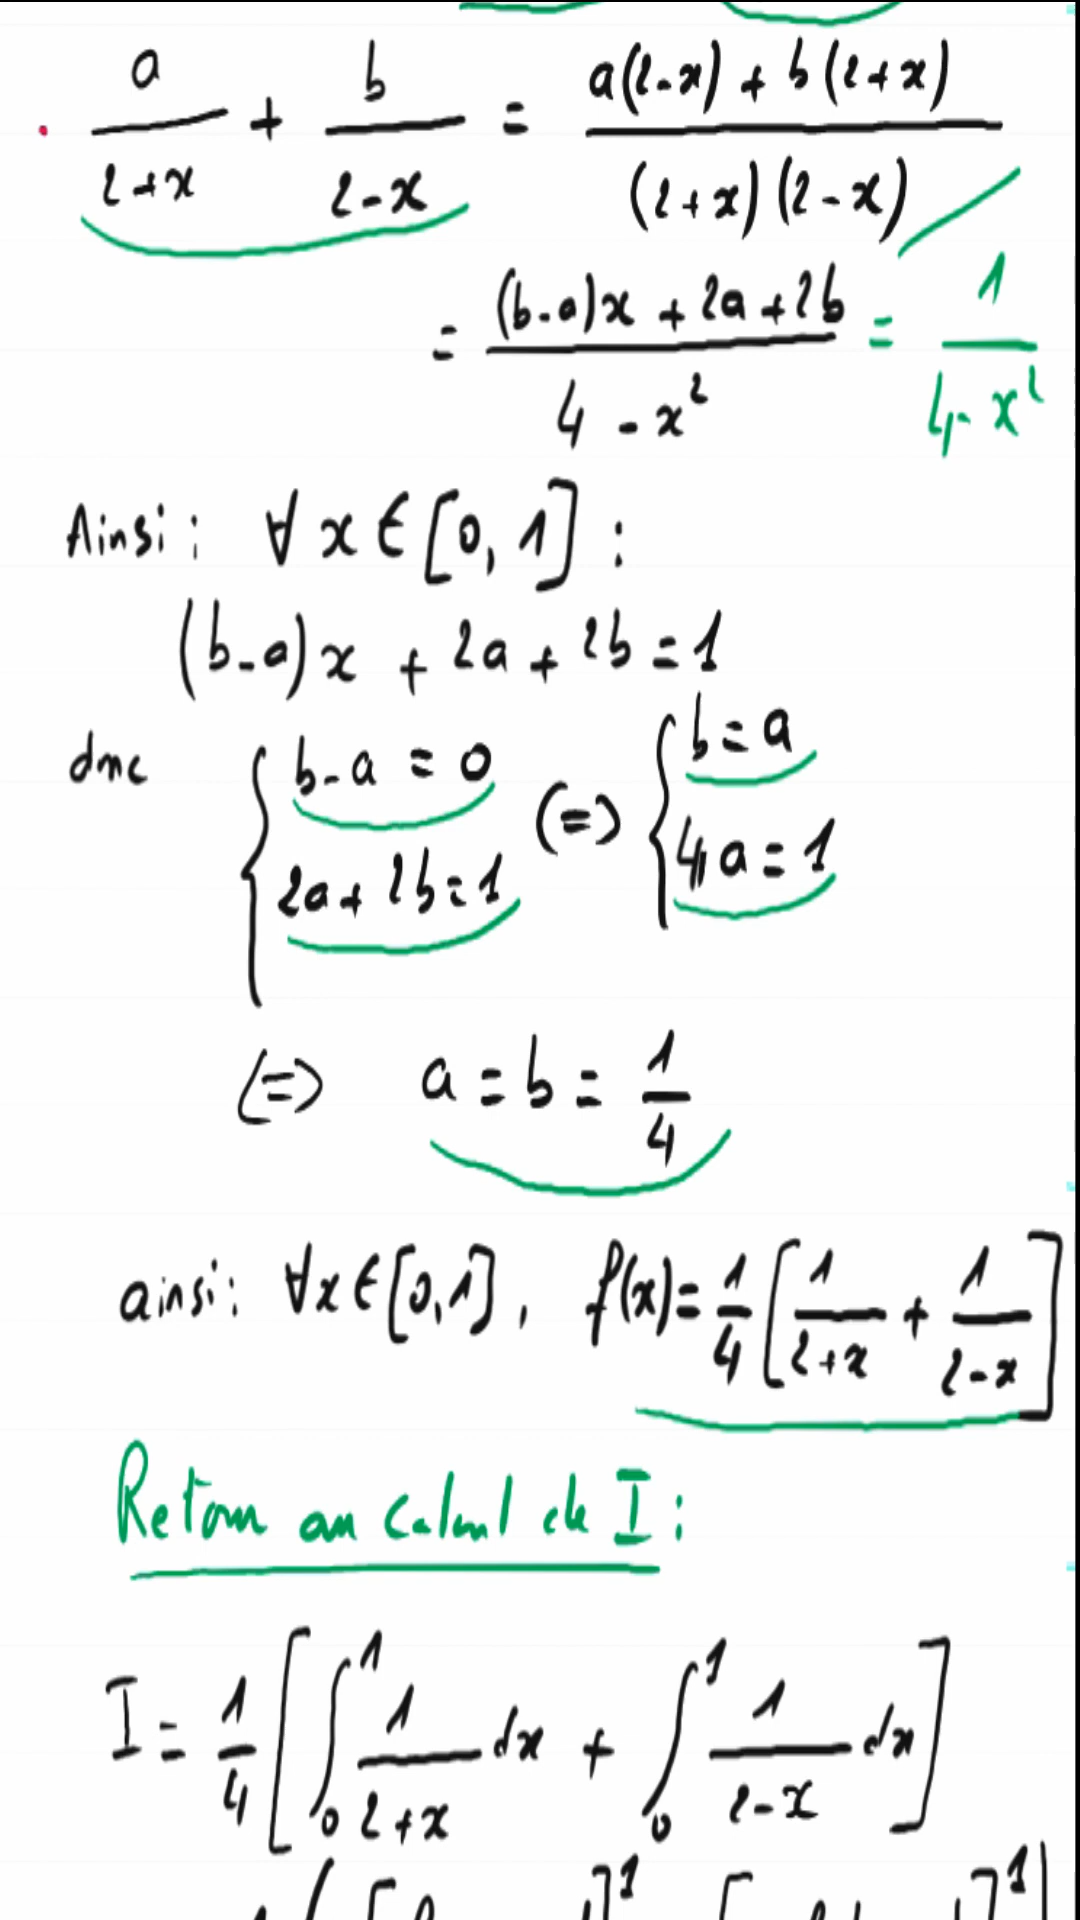 a/(2+x) + b/(2-x) = (a(2-x) + b(2+x))/((2+x)(2-x))
= ((b-a)x + 2a + 2b)/(4 - x²) = 1/(4-x²)
Ainsi : ∀ x ∈ [0, 1] :
(b-a)x + 2a + 2b = 1
dnc { b-a = 0 (=) { b = a
2a + 2b = 1 4a = 1
(=) a = b = 1/4
ainsi : ∀x ∈ [0,1], f(x) = 1/4 [1/(2+x) + 1/(2-x)]
Retour au calcul de I :
I = 1/4 [∫₀¹ 1/(2+x) dx + ∫₀¹ 1/(2-x) dx]